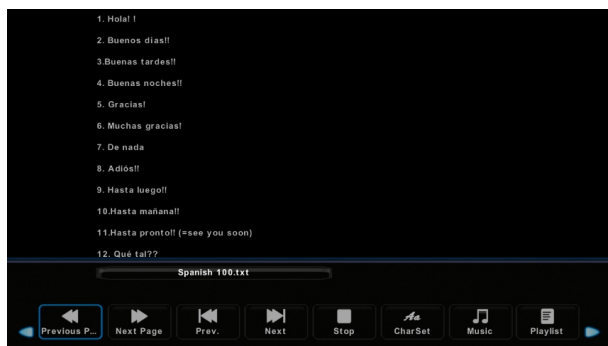 1. Hola! !
2. Buenos días!!
3.Buenas tardes!!
4. Buenas noches!!
5. Gracias!
6. Muchas gracias!
7. De nada
8. Adiós!!
9. Hasta luego!!
10.Hasta mañana!!
11.Hasta pronto!! (=see you soon)
12. Qué tal??
Spanish 100.txt
Previous P... Next Page Prev. Next Stop CharSet Music Playlist